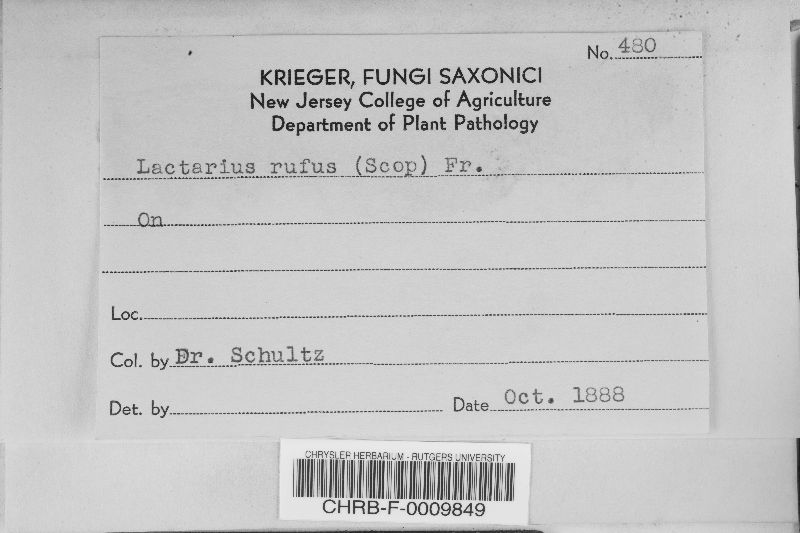 No. 480
KRIEGER, FUNGI SAXONICI
New Jersey College of Agriculture
Department of Plant Pathology
Lactarius rufus (Scop) Fr.
On
Loc.
Col. by Dr. Schultz
Det. by Date Oct. 1888
CHRYSLER HERBARIUM - RUTGERS UNIVERSITY
CHRB-F-0009849